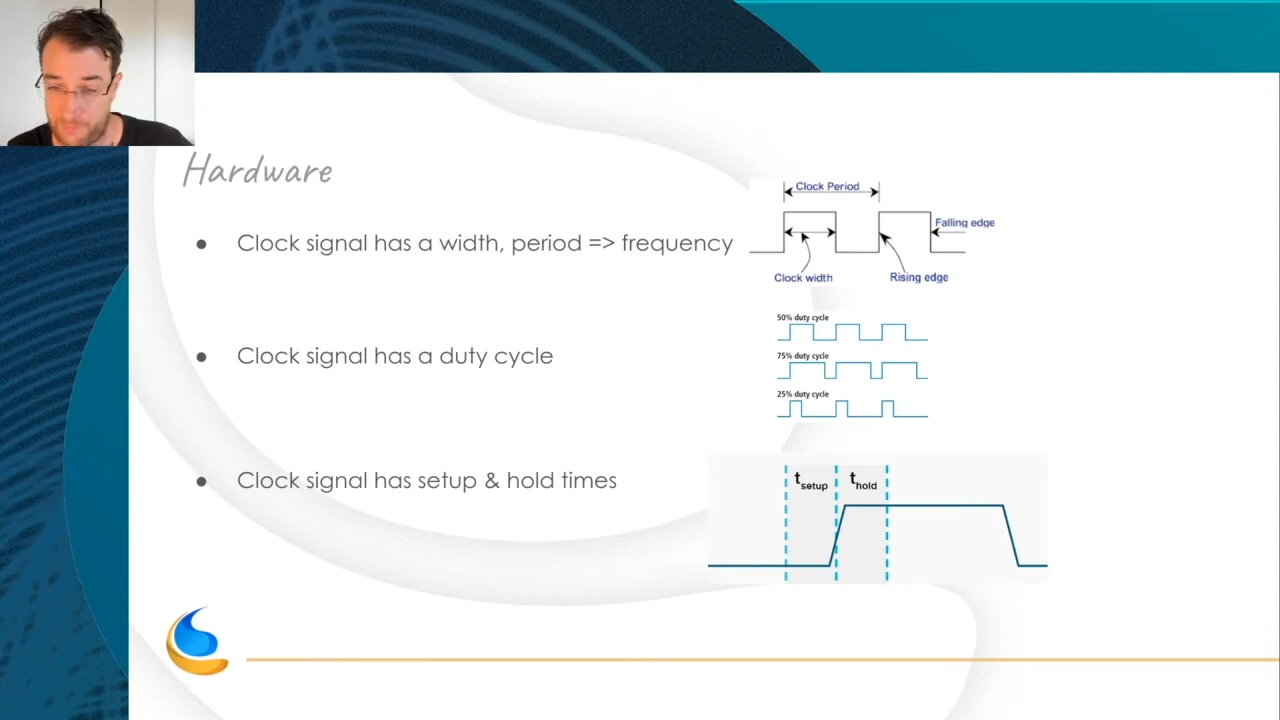 Hardware
● Clock signal has a width, period => frequency
Clock Period
Falling edge
Clock width
Rising edge
● Clock signal has a duty cycle
50% duty cycle
75% duty cycle
25% duty cycle
● Clock signal has setup & hold times
tsetup
thold